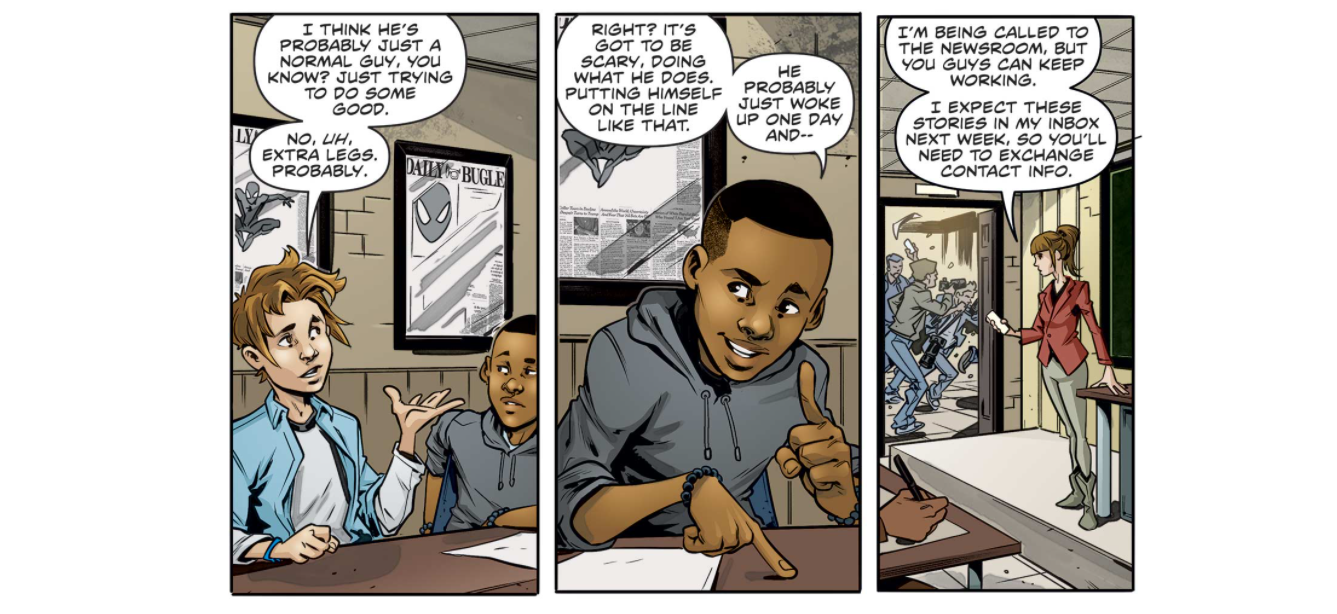 I THINK HE'S
PROBABLY JUST A
NORMAL GUY, YOU
KNOW? JUST TRYING
TO DO SOME
GOOD.
NO, UH,
EXTRA LEGS.
PROBABLY.
DAILY BUGLE
RIGHT? IT'S
GOT TO BE
SCARY, DOING
WHAT HE DOES.
PUTTING HIMSELF
ON THE LINE
LIKE THAT.
HE
PROBABLY
JUST WOKE
UP ONE DAY
AND--
I'M BEING CALLED TO
THE NEWSROOM, BUT
YOU GUYS CAN KEEP
WORKING.
I EXPECT THESE
STORIES IN MY INBOX
NEXT WEEK, SO YOU'LL
NEED TO EXCHANGE
CONTACT INFO.